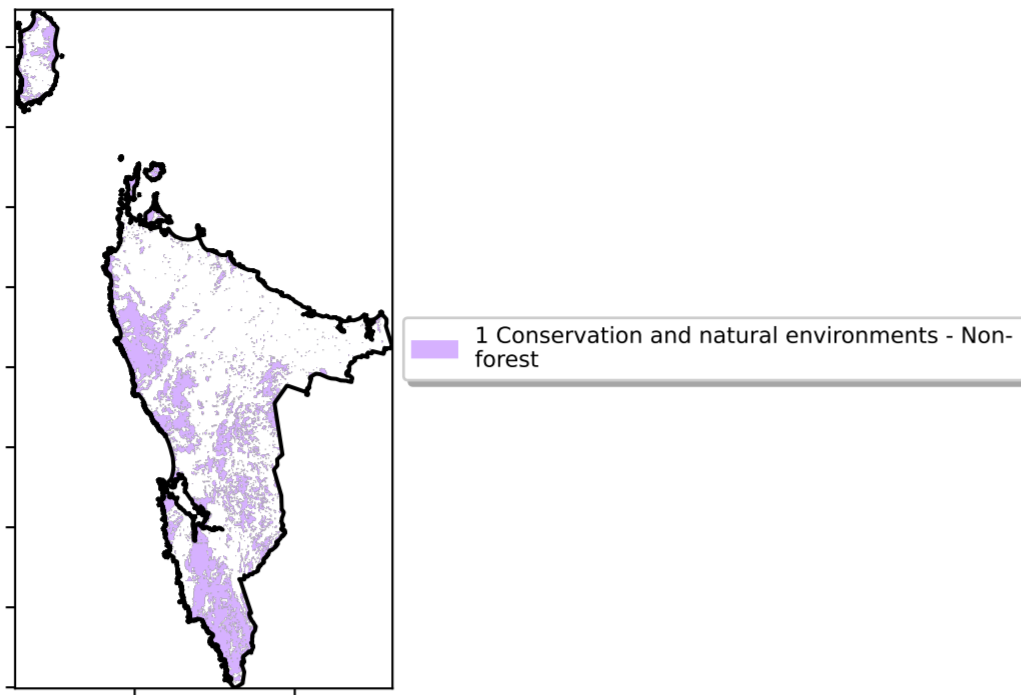 1 Conservation and natural environments - Non-
forest